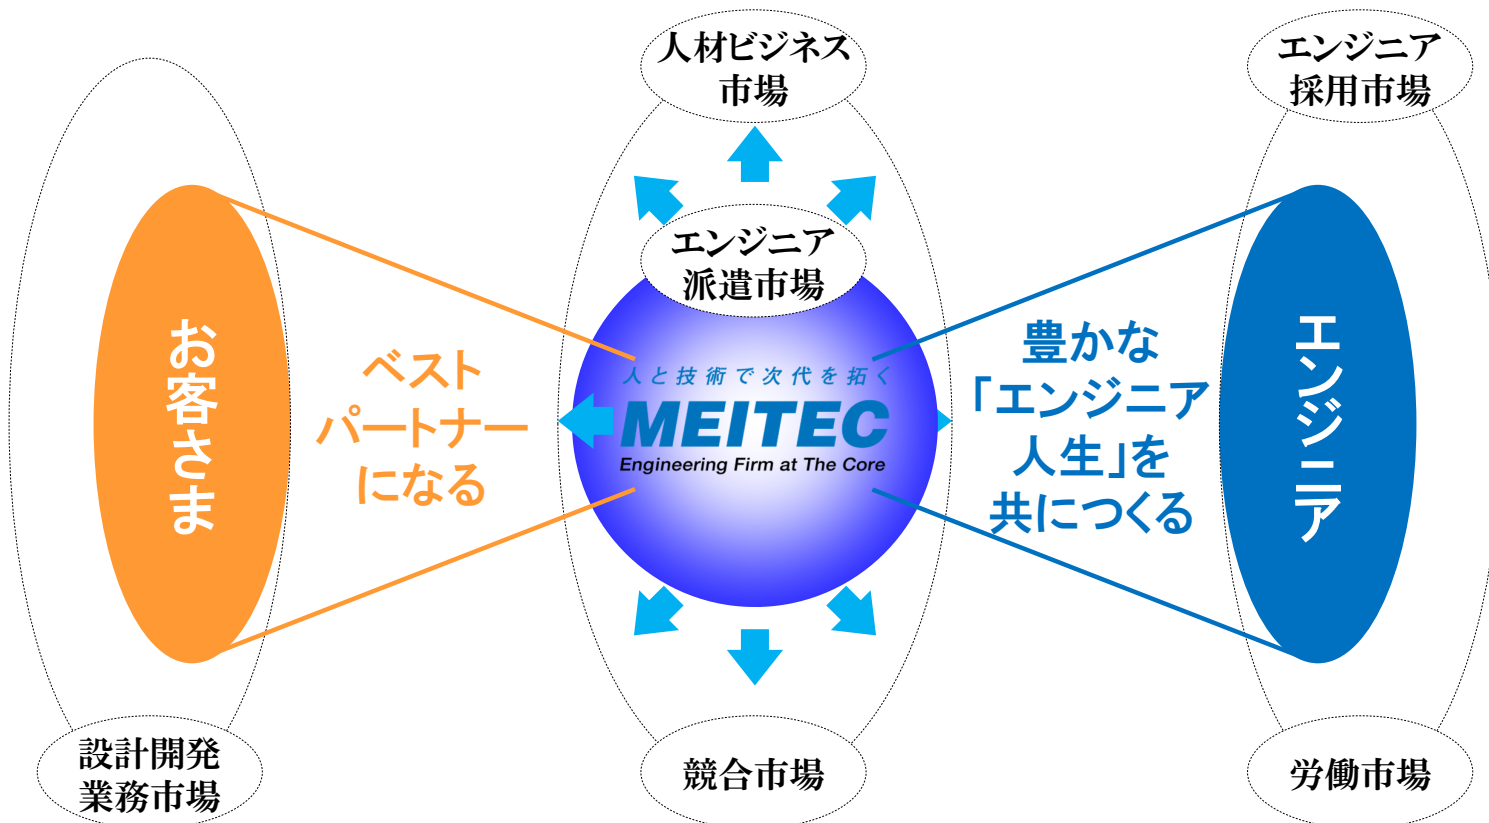 人材ビジネス
市場
エンジニア
採用市場
エンジニア
派遣市場
お客さま
ベスト
パートナー
になる
人と技術で次代を拓く
MEITEC
Engineering Firm at The Core
豊かな
「エンジニア
人生」を
共につくる
エンジニア
設計開発
業務市場
競合市場
労働市場